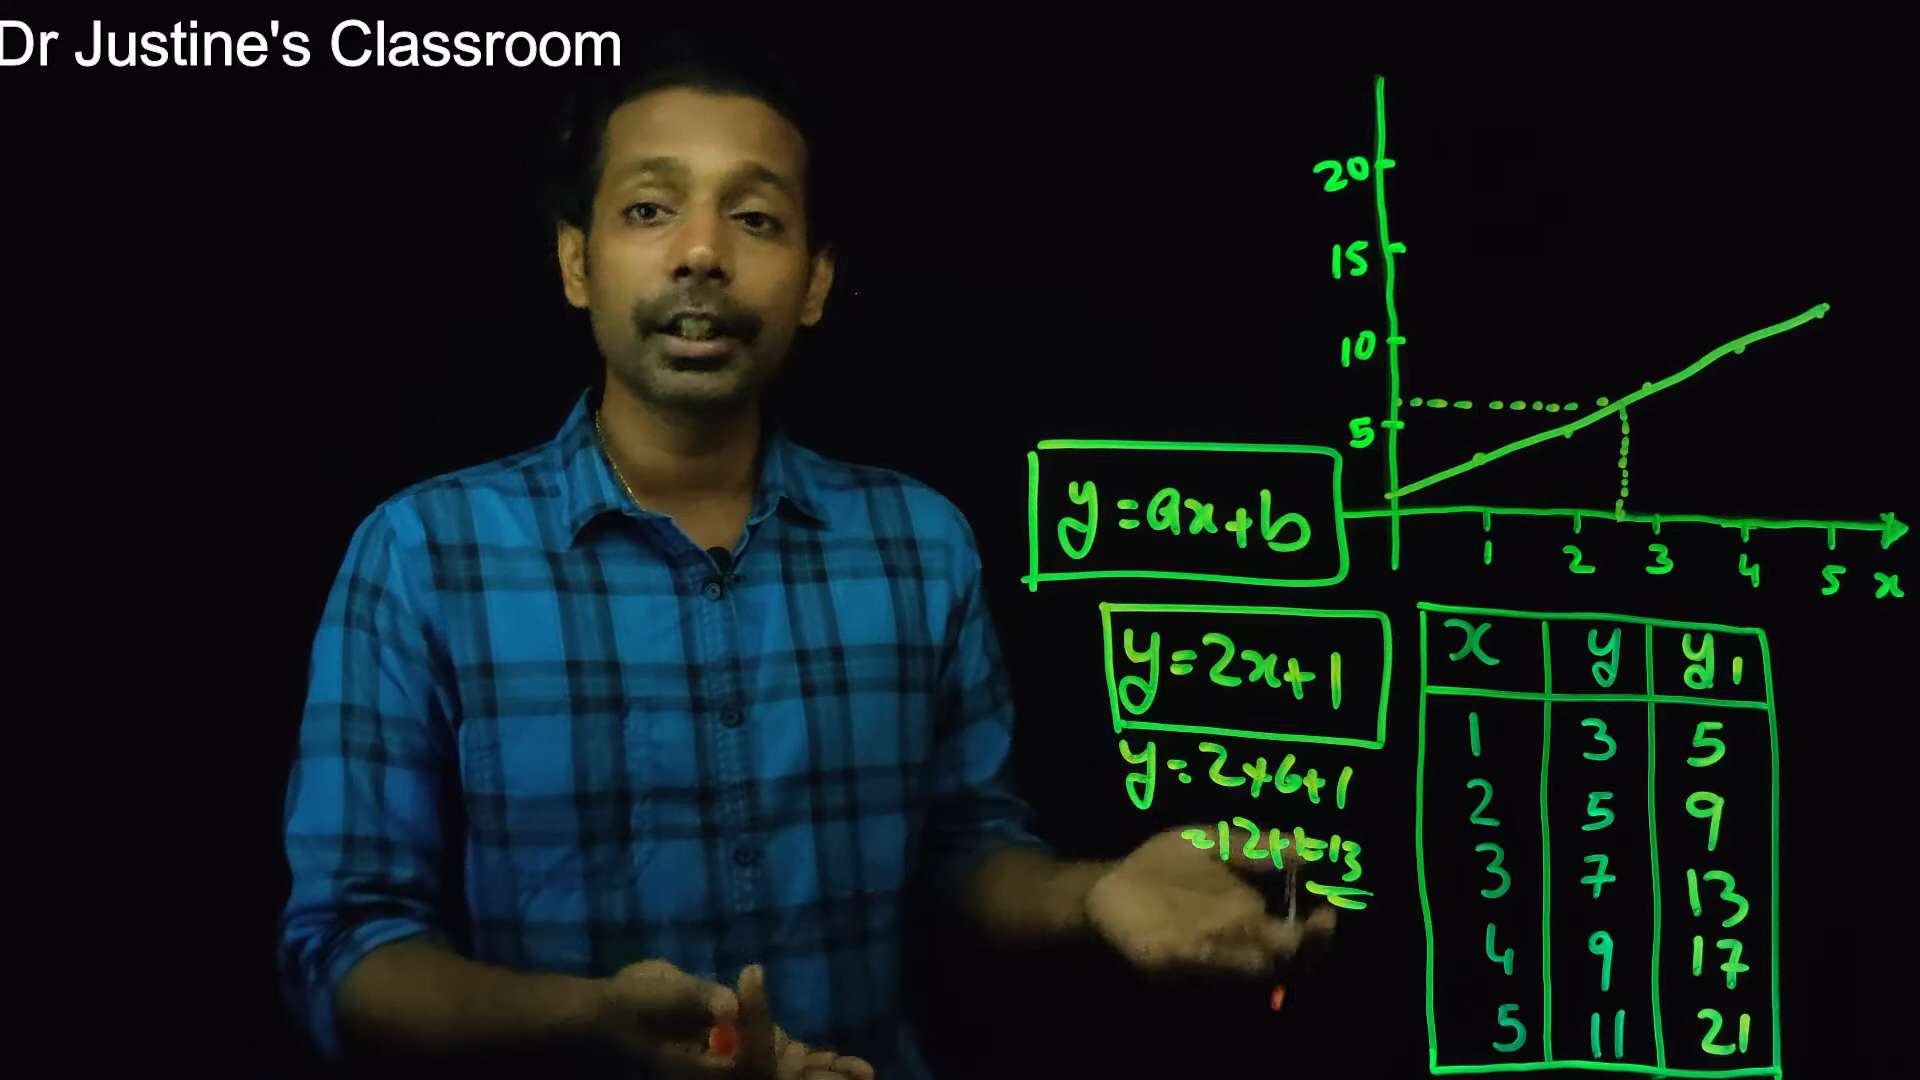 Dr Justine's Classroom
20
15
10
5
1 2 3 4 5 x
y=ax+b
y=2x+1
y=2×6+1
=12+1=13
x y y1
1 3 5
2 5 9
3 7 13
4 9 17
5 11 21